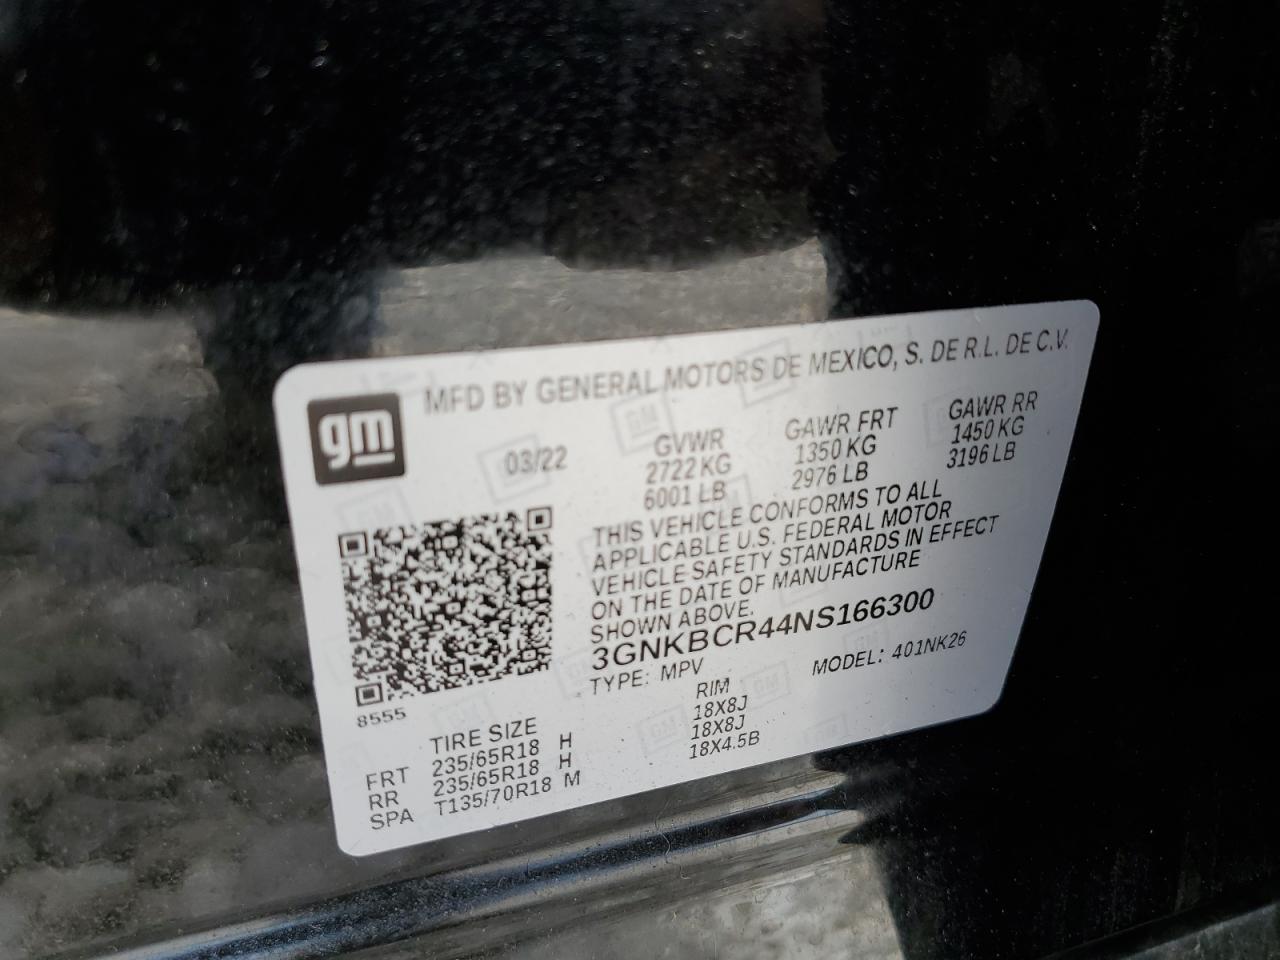 gm
MFD BY GENERAL MOTORS DE MEXICO, S. DE R.L. DE C.V.
03/22
GVWR GAWR FRT GAWR RR
2722 KG 1350 KG 1450 KG
6001 LB 2976 LB 3196 LB
THIS VEHICLE CONFORMS TO ALL
APPLICABLE U.S. FEDERAL MOTOR
VEHICLE SAFETY STANDARDS IN EFFECT
ON THE DATE OF MANUFACTURE
SHOWN ABOVE.
3GNKBCR44NS166300
TYPE: MPV MODEL: 401NK26
8555
TIRE SIZE RIM
FRT 235/65R18 H 18X8J
RR 235/65R18 H 18X8J
SPA T135/70R18 M 18X4.5B